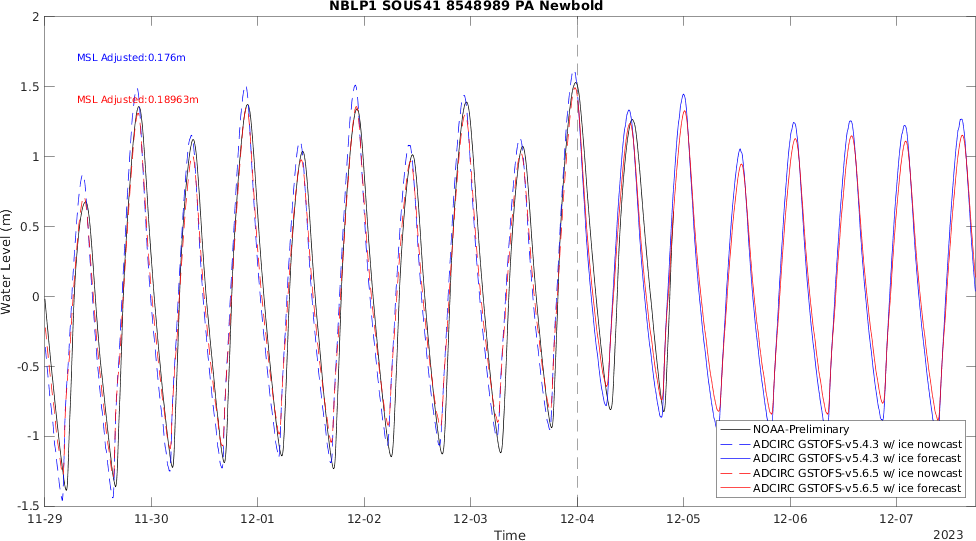 NBLP1 SOUS41 8548989 PA Newbold
MSL Adjusted:0.176m
MSL Adjusted:0.18963m
Water Level (m)
2
1.5
1
0.5
0
-0.5
-1
-1.5
11-29
11-30
12-01
12-02
12-03
12-04
12-05
12-06
12-07
Time
2023
NOAA-Preliminary
ADCIRC GSTOFS-v5.4.3 w/ ice nowcast
ADCIRC GSTOFS-v5.4.3 w/ ice forecast
ADCIRC GSTOFS-v5.6.5 w/ ice nowcast
ADCIRC GSTOFS-v5.6.5 w/ ice forecast